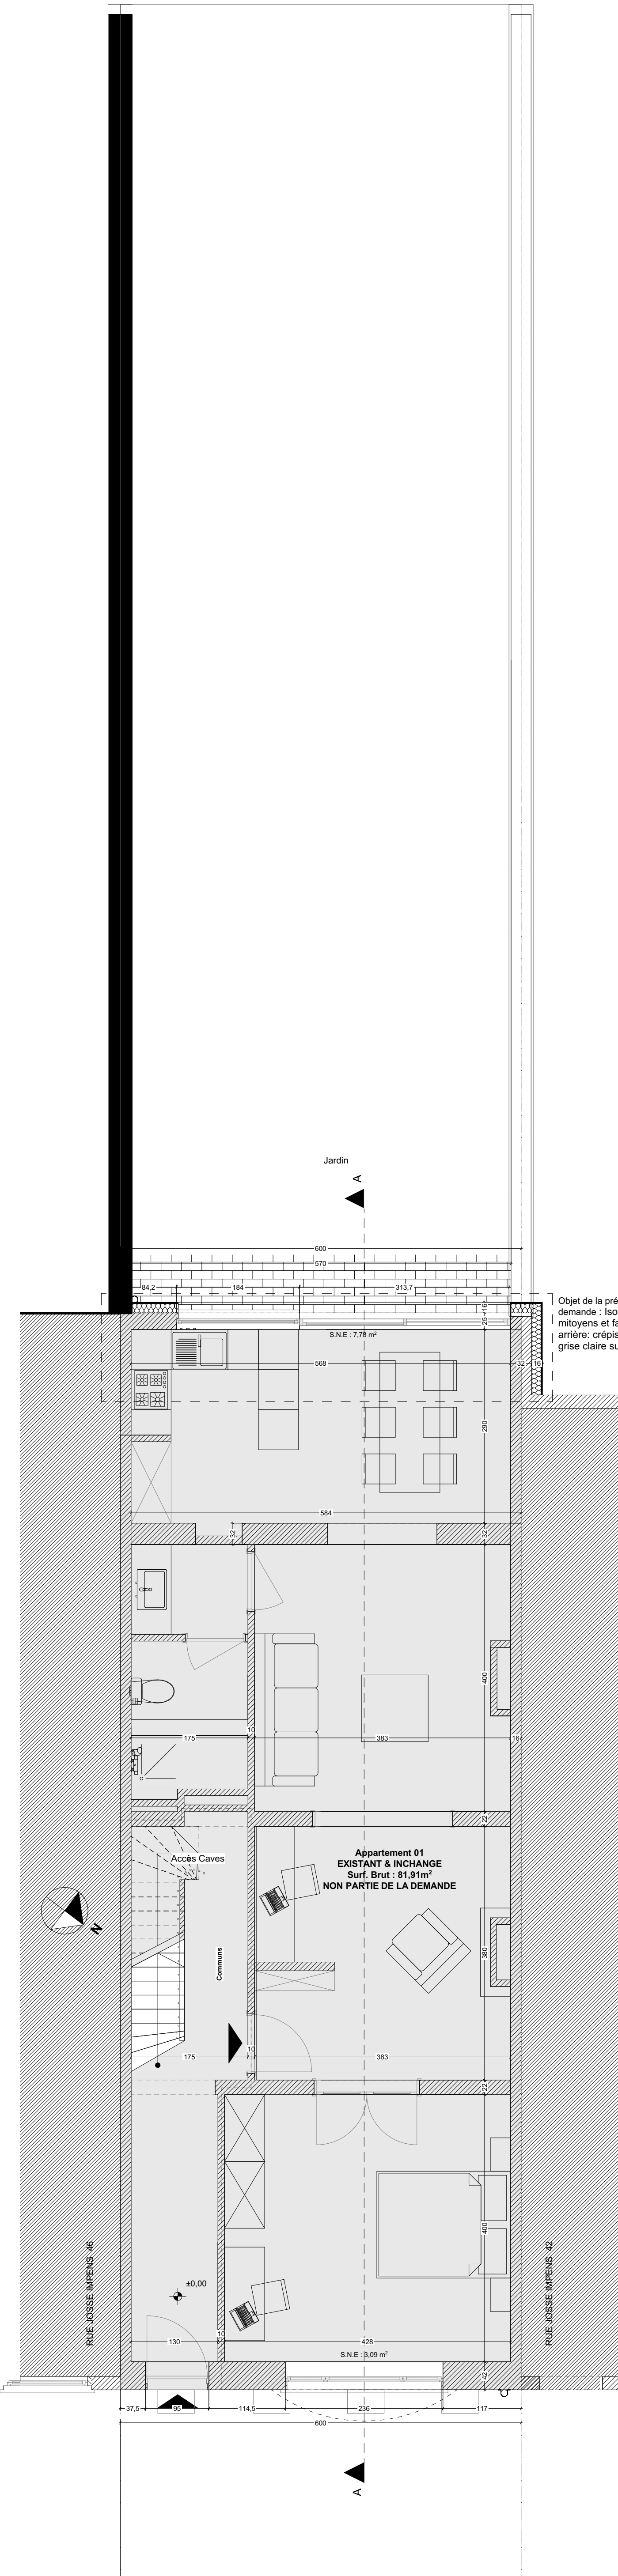 Jardin
A
600
570
84,2
184
313,7
16
25
Objet de la pré
demande : Iso
mitoyens et fa
arrière: crépis
grise claire su
S.N.E : 7,78 m²
568
32
16
290
584
32
32
400
175
10
383
16
22
Accès Caves
Appartement 01
EXISTANT & INCHANGE
Surf. Brut : 81,91m²
NON PARTIE DE LA DEMANDE
N
Communs
380
175
10
383
22
400
RUE JOSSE IMPENS 46
RUE JOSSE IMPENS 42
±0,00
130
10
428
S.N.E : 3,09 m²
42
37,5
95
114,5
236
117
600
A